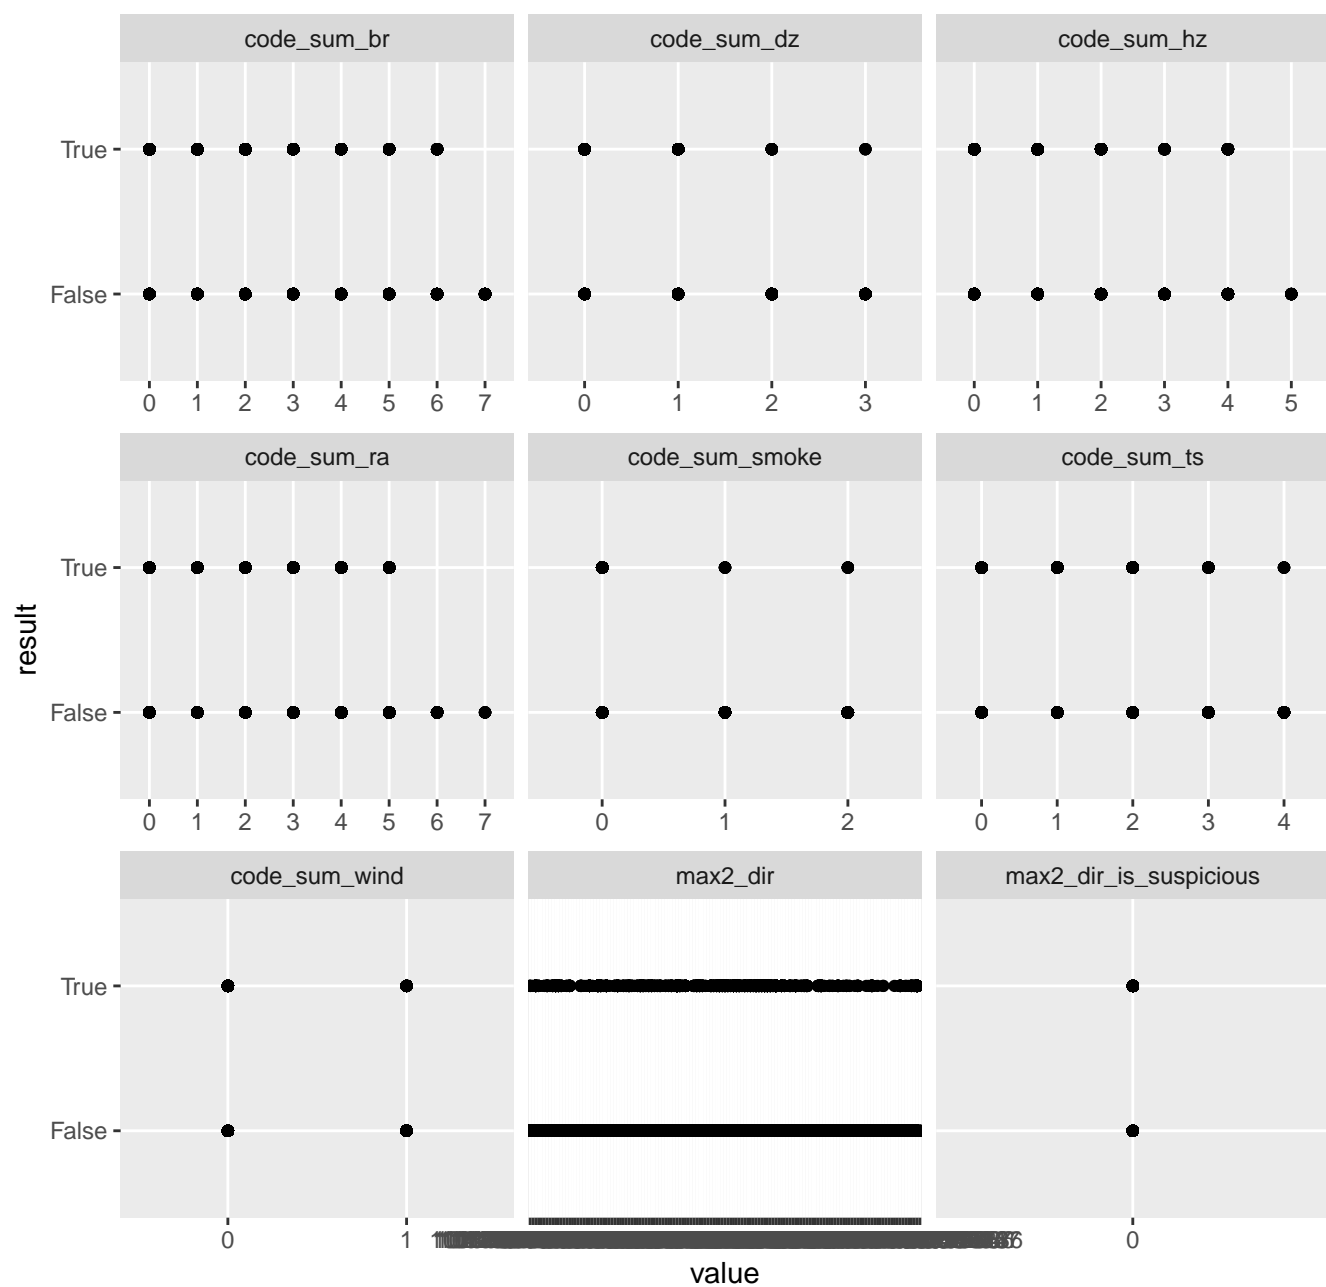 code_sum_br code_sum_dz code_sum_hz
True
False
0 1 2 3 4 5 6 7 0 1 2 3 0 1 2 3 4 5
code_sum_ra code_sum_smoke code_sum_ts
True
False
0 1 2 3 4 5 6 7 0 1 2 0 1 2 3 4
code_sum_wind max2_dir max2_dir_is_suspicious
True
False
0 1 0
value
result